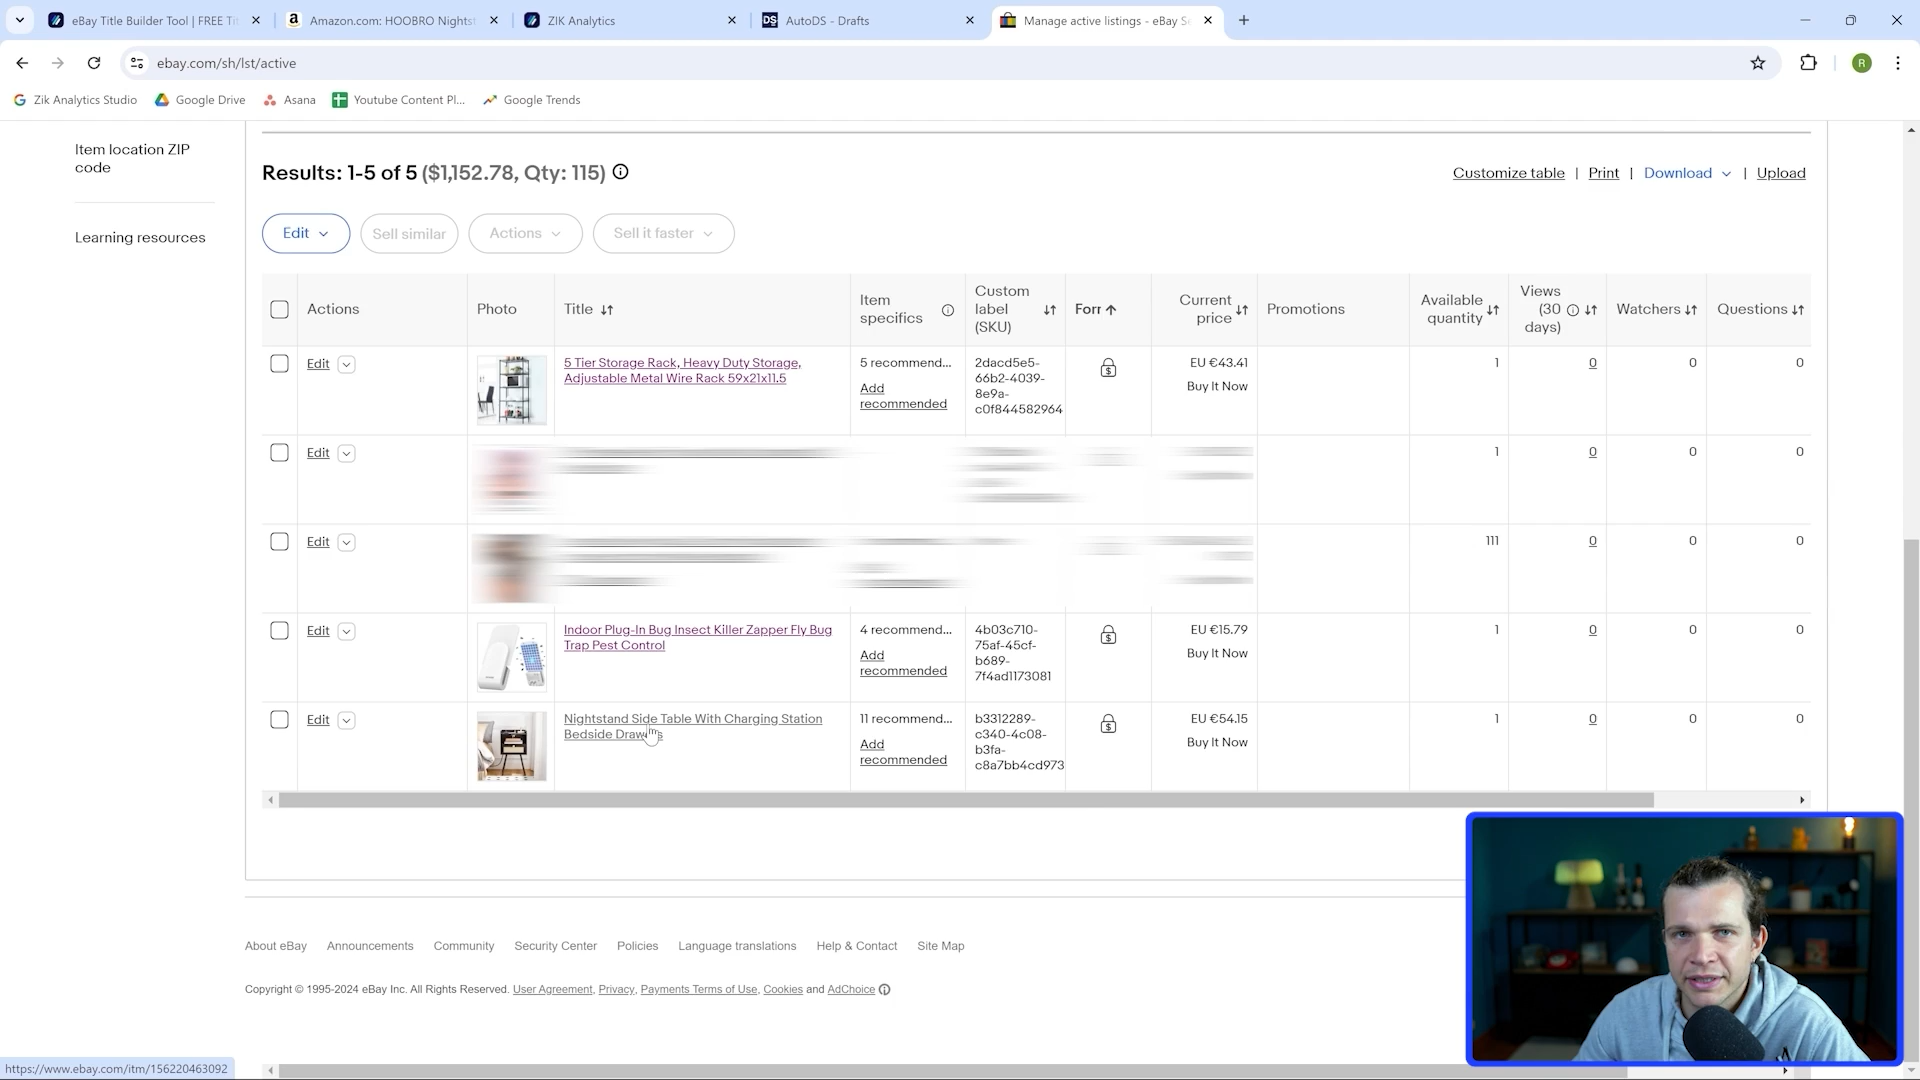 eBay Title Builder Tool | FREE Ti
Amazon.com: HOOBRO Nights
ZIK Analytics
AutoDS - Drafts
Manage active listings - eBay Se
ebay.com/sh/lst/active
R
Zik Analytics Studio
Google Drive
Asana
Youtube Content Pl...
Google Trends
Item location ZIP
code
Learning resources
Results: 1-5 of 5 ($1,152.78, Qty: 115)
Customize table | Print | Download | Upload
Edit
Sell similar
Actions
Sell it faster
Actions
Photo
Title
Item
specifics
Custom
label
(SKU)
Forr
Current
price
Promotions
Available
quantity
Views
(30
days)
Watchers
Questions
Edit
5 Tier Storage Rack, Heavy Duty Storage,
Adjustable Metal Wire Rack 59x21x11.5
5 recommend...
Add
recommended
2dacd5e5-
66b2-4039-
8e9a-
c0f844582964
EU €43.41
Buy It Now
1
0
0
0
Edit
1
0
0
0
Edit
111
0
0
0
Edit
Indoor Plug-In Bug Insect Killer Zapper Fly Bug
Trap Pest Control
4 recommend...
Add
recommended
4b03c710-
75af-45cf-
b689-
7f4ad1173081
EU €15.79
Buy It Now
1
0
0
0
Edit
Nightstand Side Table With Charging Station
Bedside Drawers
11 recommend...
Add
recommended
b3312289-
c340-4c08-
b3fa-
c8a7bb4cd973
EU €54.15
Buy It Now
1
0
0
0
About eBay
Announcements
Community
Security Center
Policies
Language translations
Help & Contact
Site Map
Copyright © 1995-2024 eBay Inc. All Rights Reserved. User Agreement, Privacy, Payments Terms of Use, Cookies and AdChoice
https://www.ebay.com/itm/156220463092